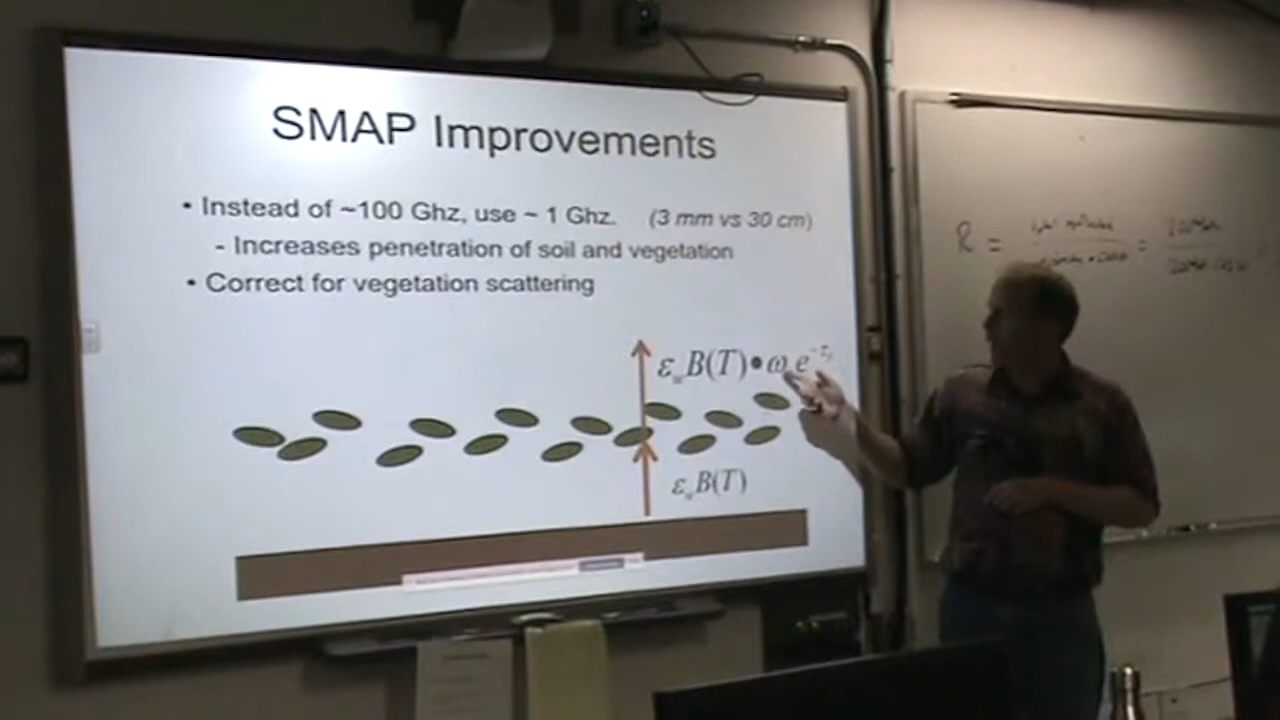 SMAP Improvements
• Instead of ~100 Ghz, use ~ 1 Ghz. (3 mm vs 30 cm)
- Increases penetration of soil and vegetation
• Correct for vegetation scattering
ε B(T)•ω e
ε B(T)
R =
=